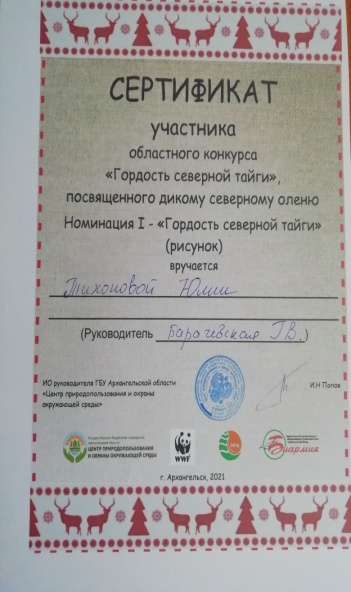 СЕРТИФИКАТ
участника
областного конкурса
«Гордость северной тайги»,
посвященного дикому северному оленю
Номинация I - «Гордость северной тайги»
(рисунок)
вручается
Тихоновой Юлии
(Руководитель Барачевская Г.В.)
ИО руководителя ГБУ Архангельской области
«Центр природопользования и охраны
окружающей среды»
И.Н Попов
ЦЕНТР ПРИРОДОПОЛЬЗОВАНИЯ
И ОХРАНЫ ОКРУЖАЮЩЕЙ СРЕДЫ
WWF
Биармия
г. Архангельск, 2021